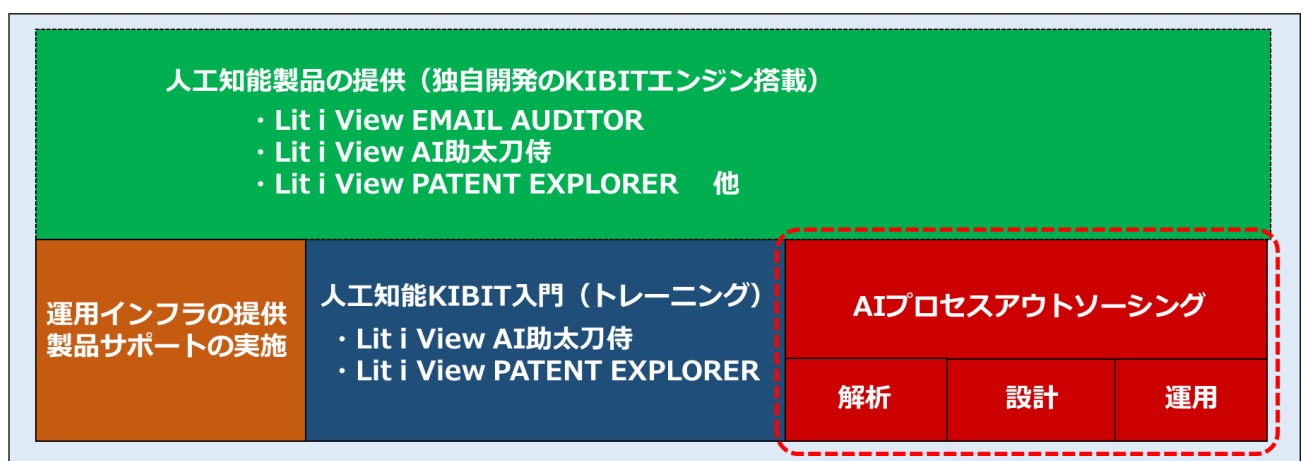 人工知能製品の提供（独自開発のKIBITエンジン搭載）
・Lit i View EMAIL AUDITOR
・Lit i View AI助太刀侍
・Lit i View PATENT EXPLORER　他
運用インフラの提供
製品サポートの実施
人工知能KIBIT入門（トレーニング）
・Lit i View AI助太刀侍
・Lit i View PATENT EXPLORER
AIプロセスアウトソーシング
解析
設計
運用